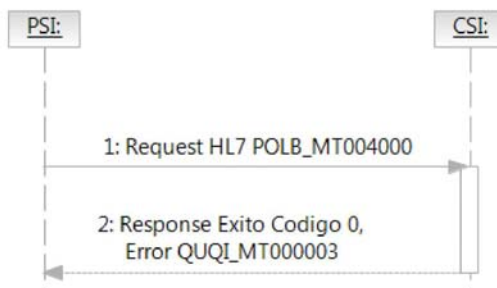 PSI:
CSI:
1: Request HL7 POLB_MT004000
2: Response Exito Codigo 0,
Error QUQI_MT000003